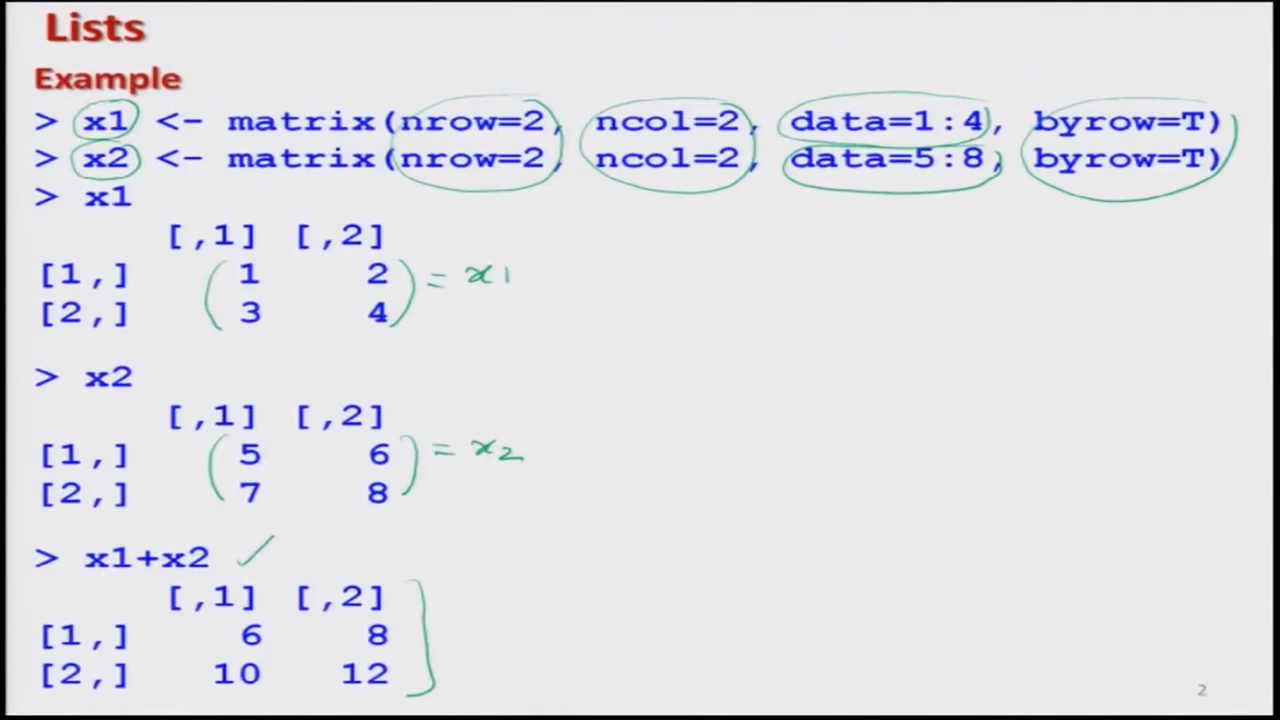 Lists
Example
> x1 <- matrix(nrow=2, ncol=2, data=1:4, byrow=T)
> x2 <- matrix(nrow=2, ncol=2, data=5:8, byrow=T)
> x1
[,1] [,2]
[1,] 1 2 = x1
[2,] 3 4
> x2
[,1] [,2]
[1,] 5 6 = x2
[2,] 7 8
> x1+x2 ✓
[,1] [,2]
[1,] 6 8
[2,] 10 12
2